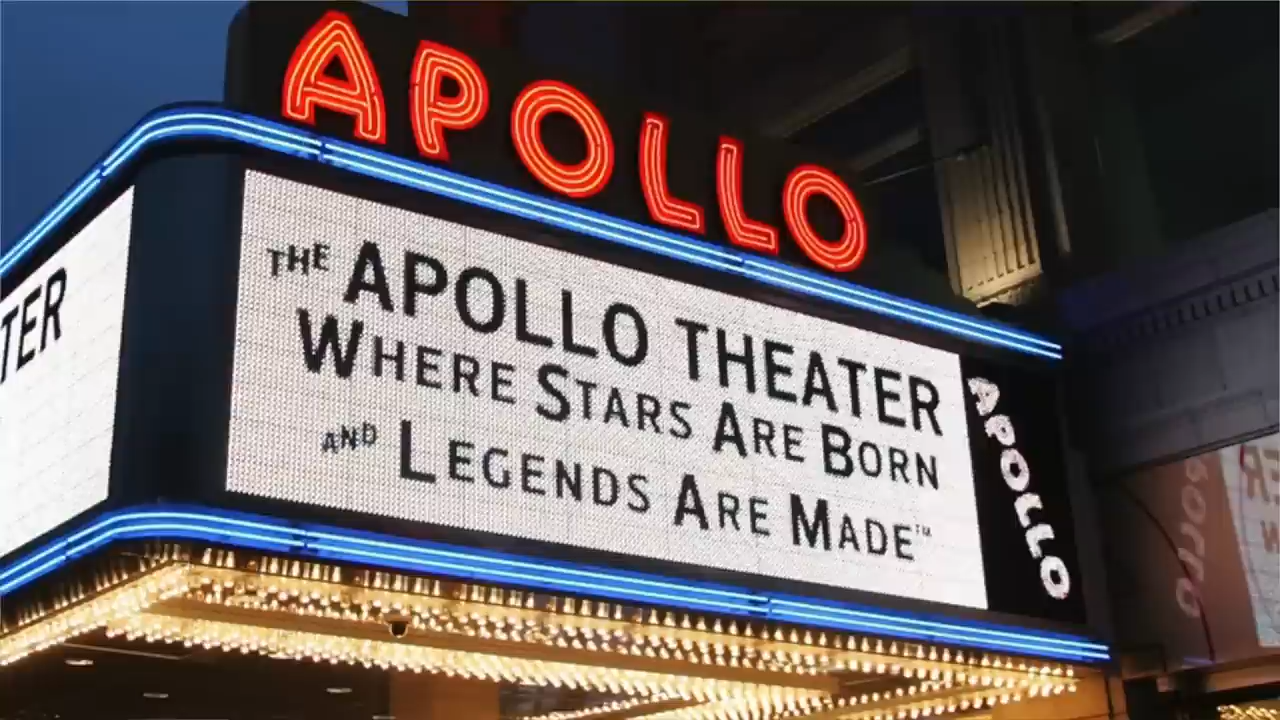 APOLLO
THE APOLLO THEATER
WHERE STARS ARE BORN
AND LEGENDS ARE MADE™
TER
APOLLO